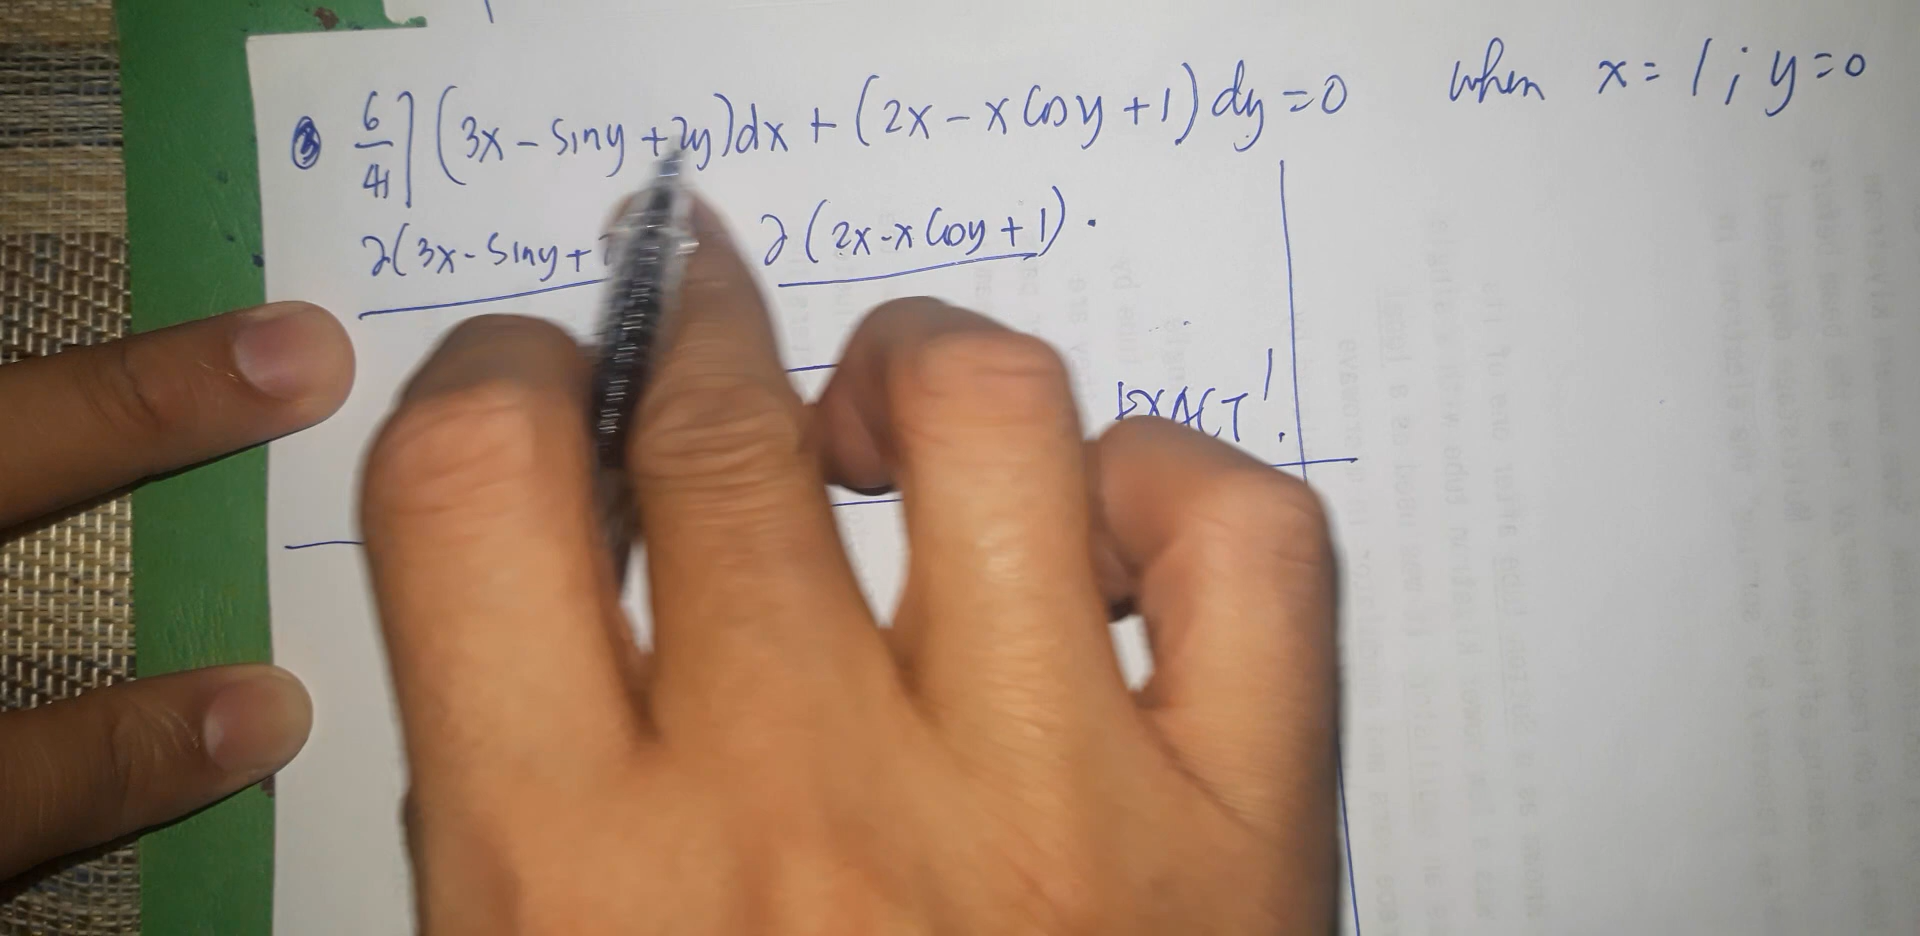 ③ 6/41] (3x - siny + 2y)dx + (2x - x Cosy + 1) dy = 0 when x = 1 ; y = 0
∂(3x - siny + ∂(2x - x Cosy + 1).
EXACT!